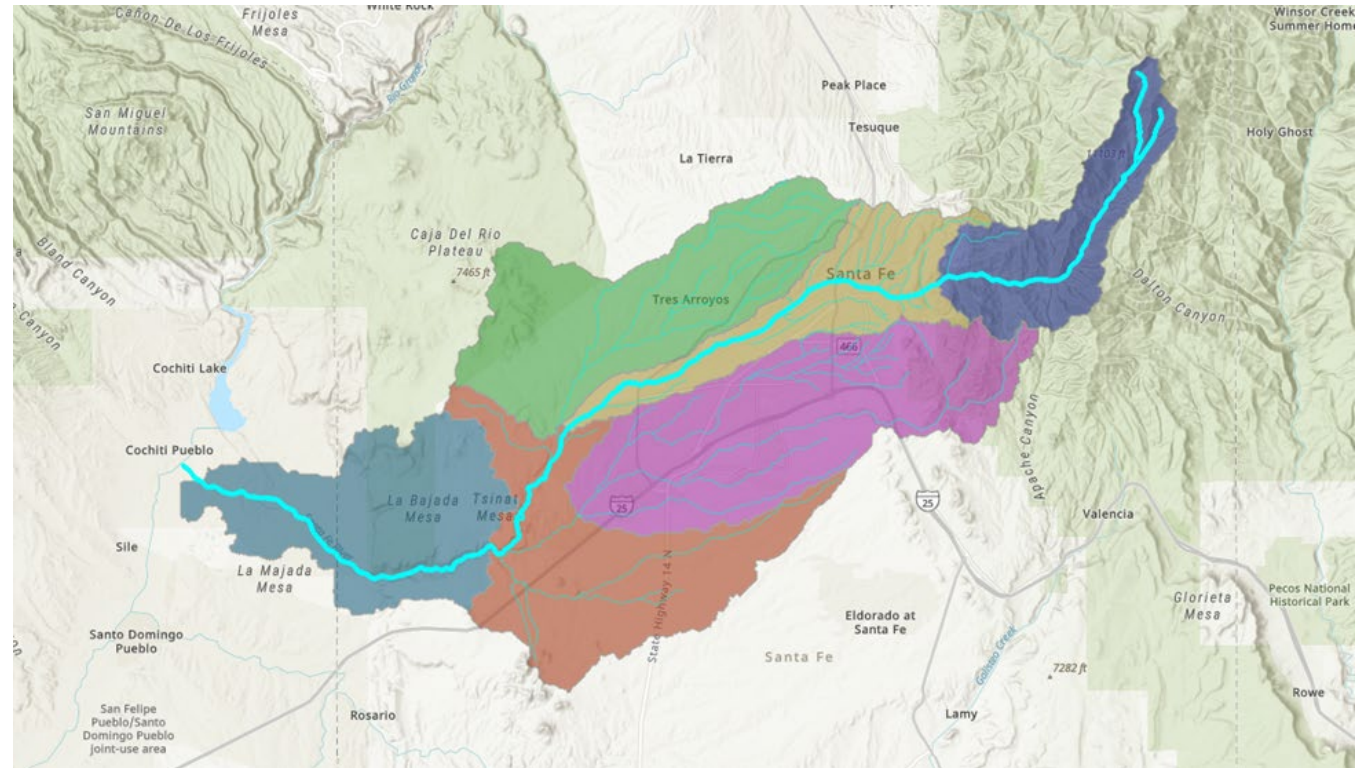 White Rock
Winsor Creek
Summer Home
Cañon De Los Frijoles
Frijoles
Mesa
Rio Grande
Peak Place
San Miguel
Mountains
Tesuque
Holy Ghost
La Tierra
Caja Del Rio
Plateau
7465 ft
Bland Canyon
Canyon
Santa Fe
Dalton Canyon
Tres Arroyos
466
Cochiti Lake
Apache Canyon
Cochiti Pueblo
La Bajada
Mesa
Tsinat
Mesa
25
25
Valencia
Sile
La Majada
Mesa
State Highway 14 N
Glorieta
Mesa
Pecos National
Historical Park
Eldorado at
Santa Fe
Santo Domingo
Pueblo
Santa Fe
Galisteo Creek
7282 ft
Rowe
San Felipe
Pueblo/Santo
Domingo Pueblo
joint-use area
Rosario
Lamy